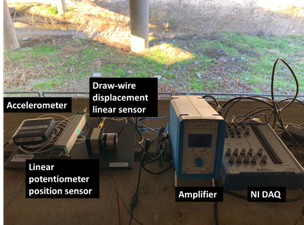 Draw-wire
displacement
linear sensor
Accelerometer
Linear
potentiometer
position sensor
Amplifier
NI DAQ